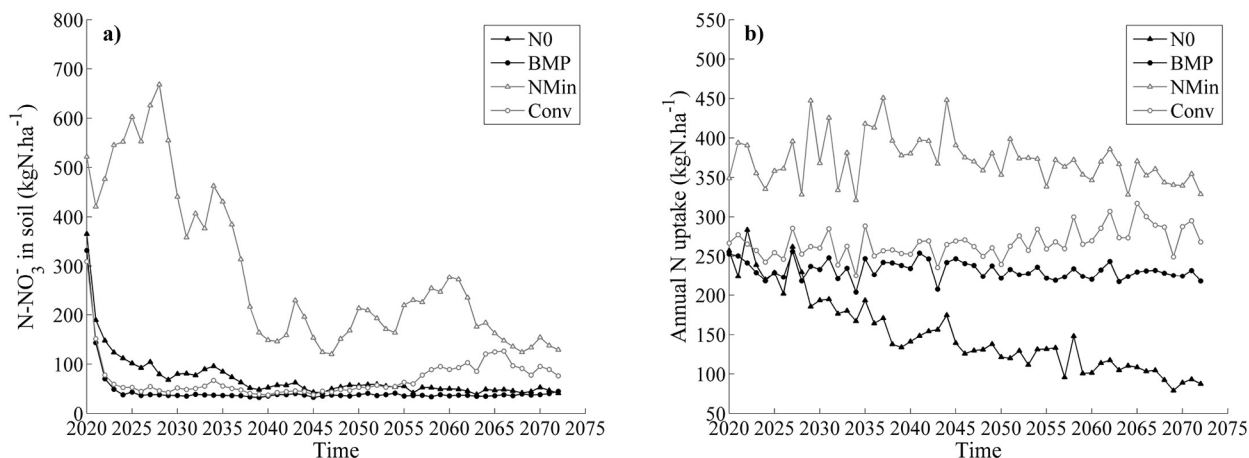 a)
N0
BMP
NMin
Conv
N-NO₃⁻ in soil (kgN.ha⁻¹)
800
700
600
500
400
300
200
100
0
2020 2025 2030 2035 2040 2045 2050 2055 2060 2065 2070 2075
Time
b)
N0
BMP
NMin
Conv
Annual N uptake (kgN.ha⁻¹)
550
500
450
400
350
300
250
200
150
100
50
2020 2025 2030 2035 2040 2045 2050 2055 2060 2065 2070 2075
Time